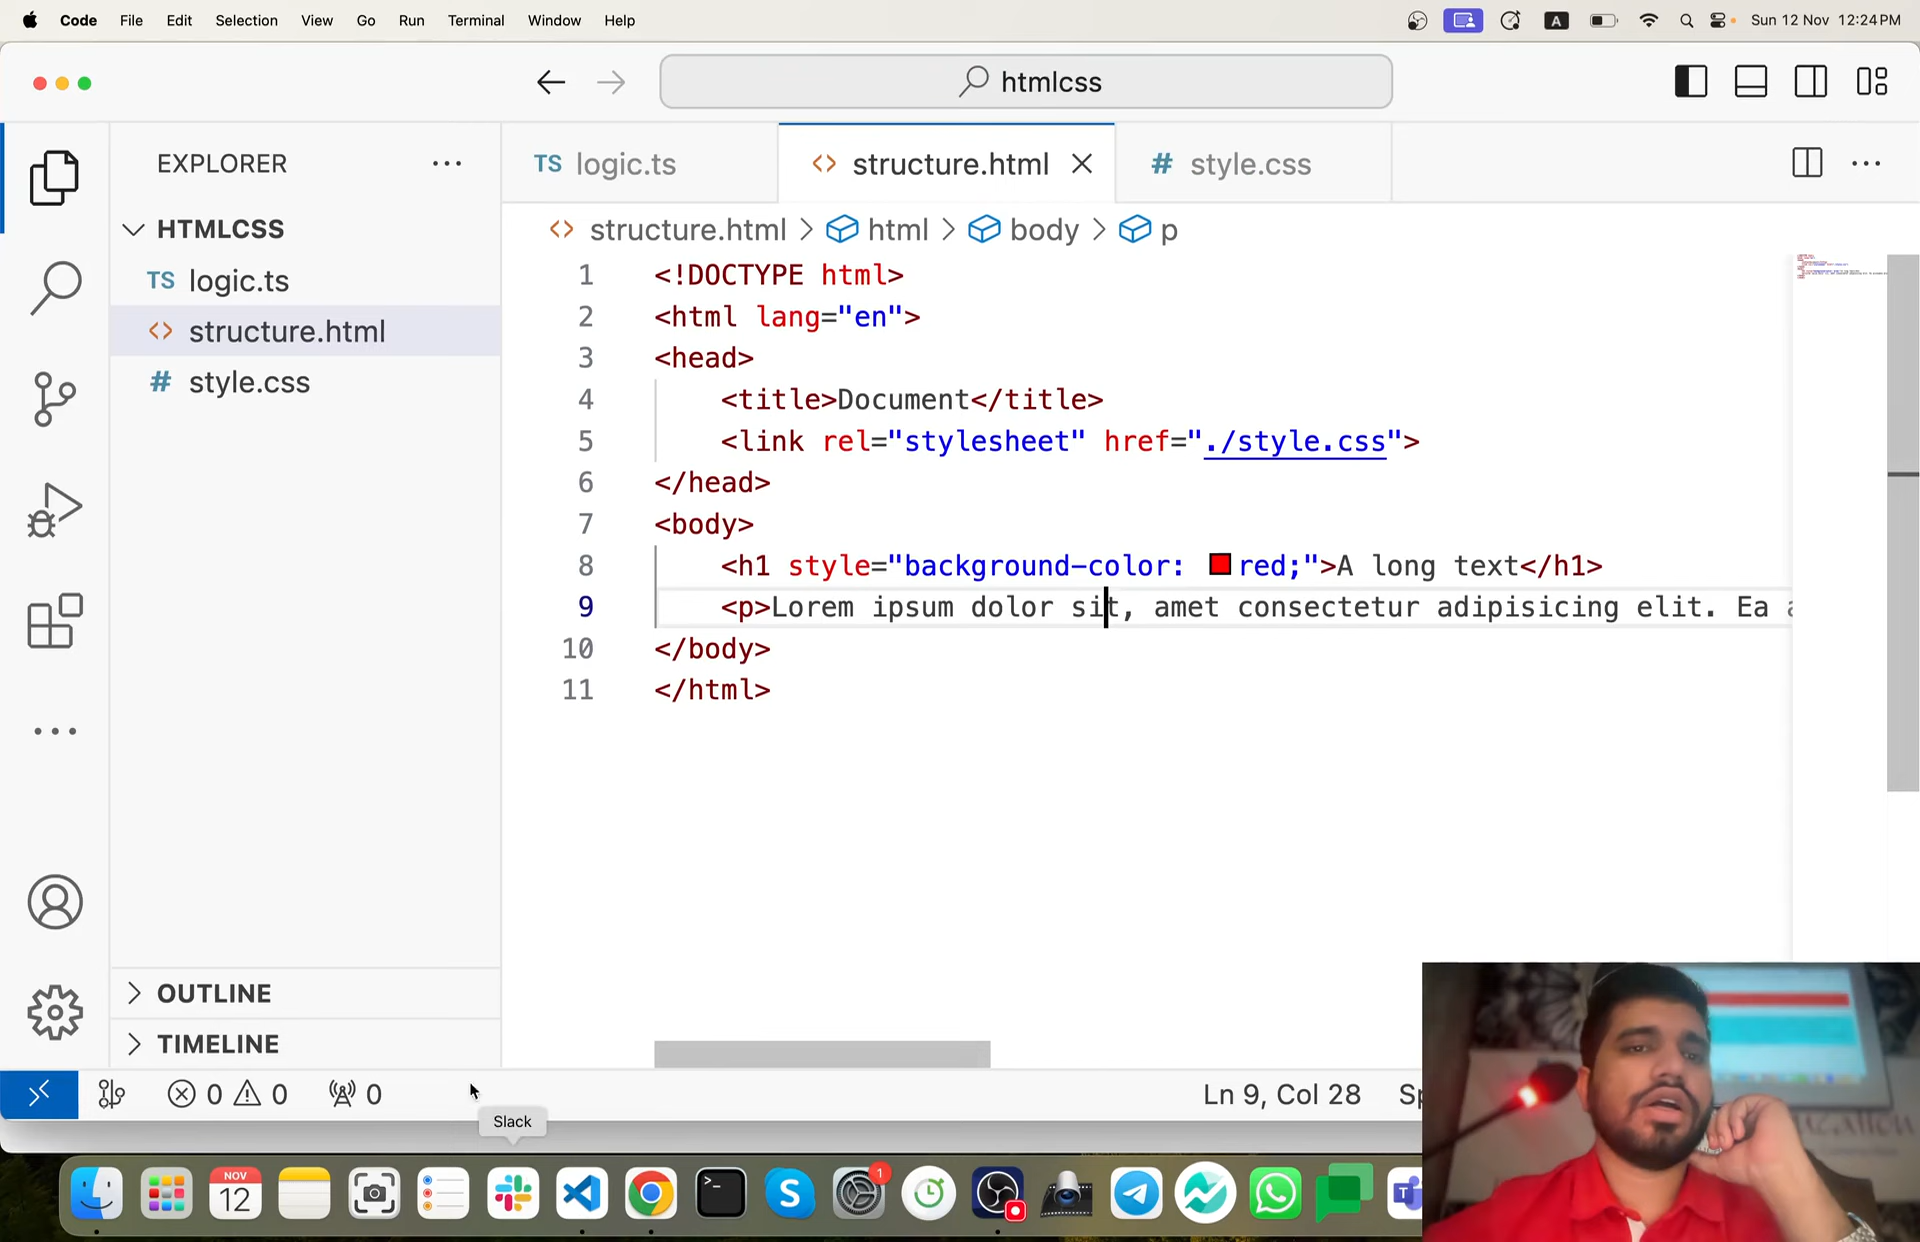 Code File Edit Selection View Go Run Terminal Window Help
A
Sun 12 Nov 12:24 PM
htmlcss
EXPLORER
HTMLCSS
TS logic.ts
<> structure.html
# style.css
OUTLINE
TIMELINE
TS logic.ts
<> structure.html
# style.css
<> structure.html > html > body > p
1 <!DOCTYPE html>
2 <html lang="en">
3 <head>
4 <title>Document</title>
5 <link rel="stylesheet" href="./style.css">
6 </head>
7 <body>
8 <h1 style="background-color: red;">A long text</h1>
9 <p>Lorem ipsum dolor sit, amet consectetur adipisicing elit. Ea a
10 </body>
11 </html>
0 0 0
Ln 9, Col 28 Sp
Slack
NOV
12
S
1
T